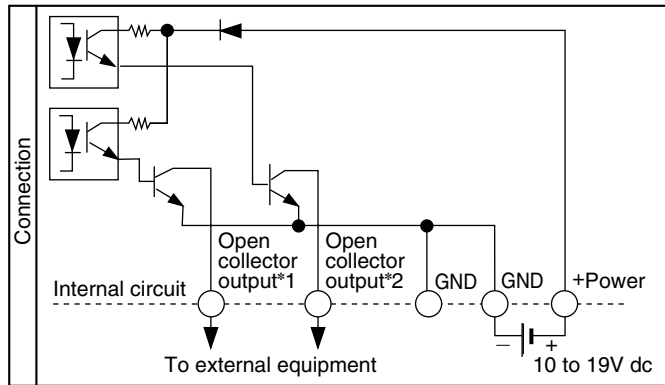 Connection
Open
collector
output*1
Open
collector
output*2
GND
GND
+Power
Internal circuit
− +
To external equipment
10 to 19V dc